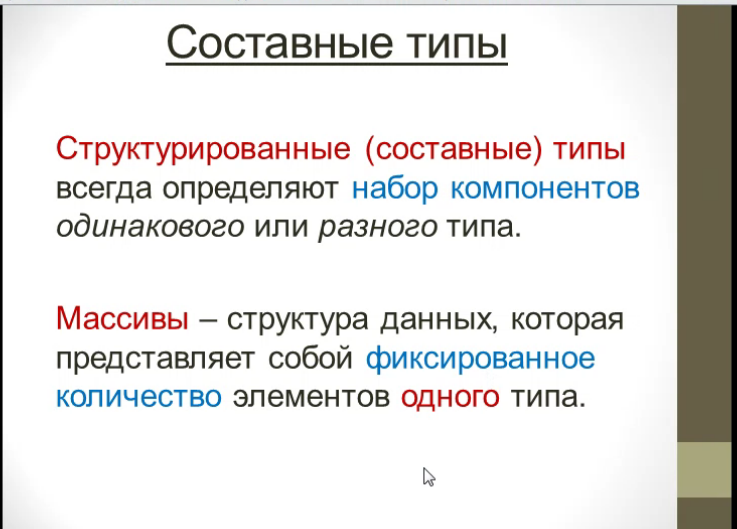 Составные типы
Структурированные (составные) типы
всегда определяют набор компонентов
одинакового или разного типа.
Массивы – структура данных, которая
представляет собой фиксированное
количество элементов одного типа.